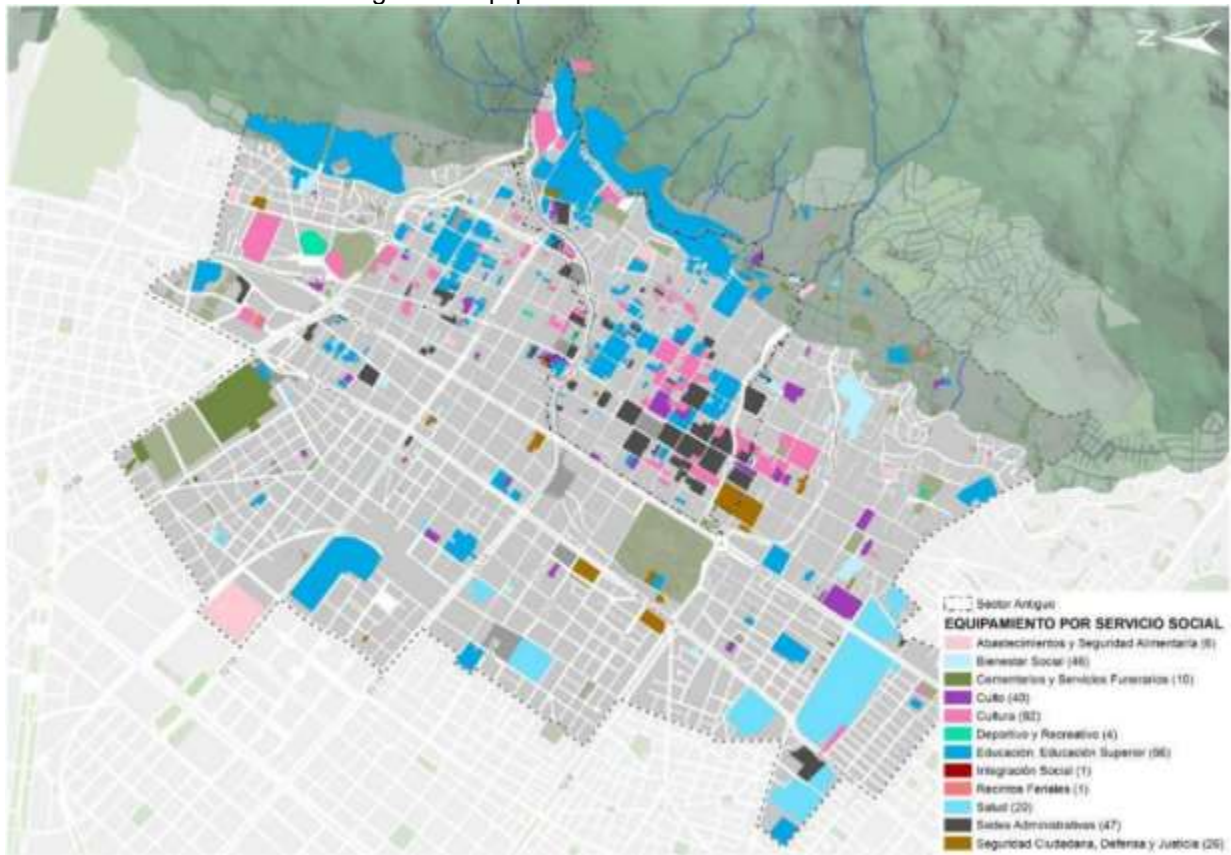 N
Sector Antiguo
EQUIPAMIENTO POR SERVICIO SOCIAL
Abastecimientos y Seguridad Alimentaria (6)
Bienestar Social (46)
Cementerios y Servicios Funerarios (10)
Culto (40)
Cultura (92)
Deportivo y Recreativo (4)
Educación: Educación Superior (66)
Integración Social (1)
Recintos Feriales (1)
Salud (20)
Sedes Administrativas (47)
Seguridad Ciudadana, Defensa y Justicia (26)